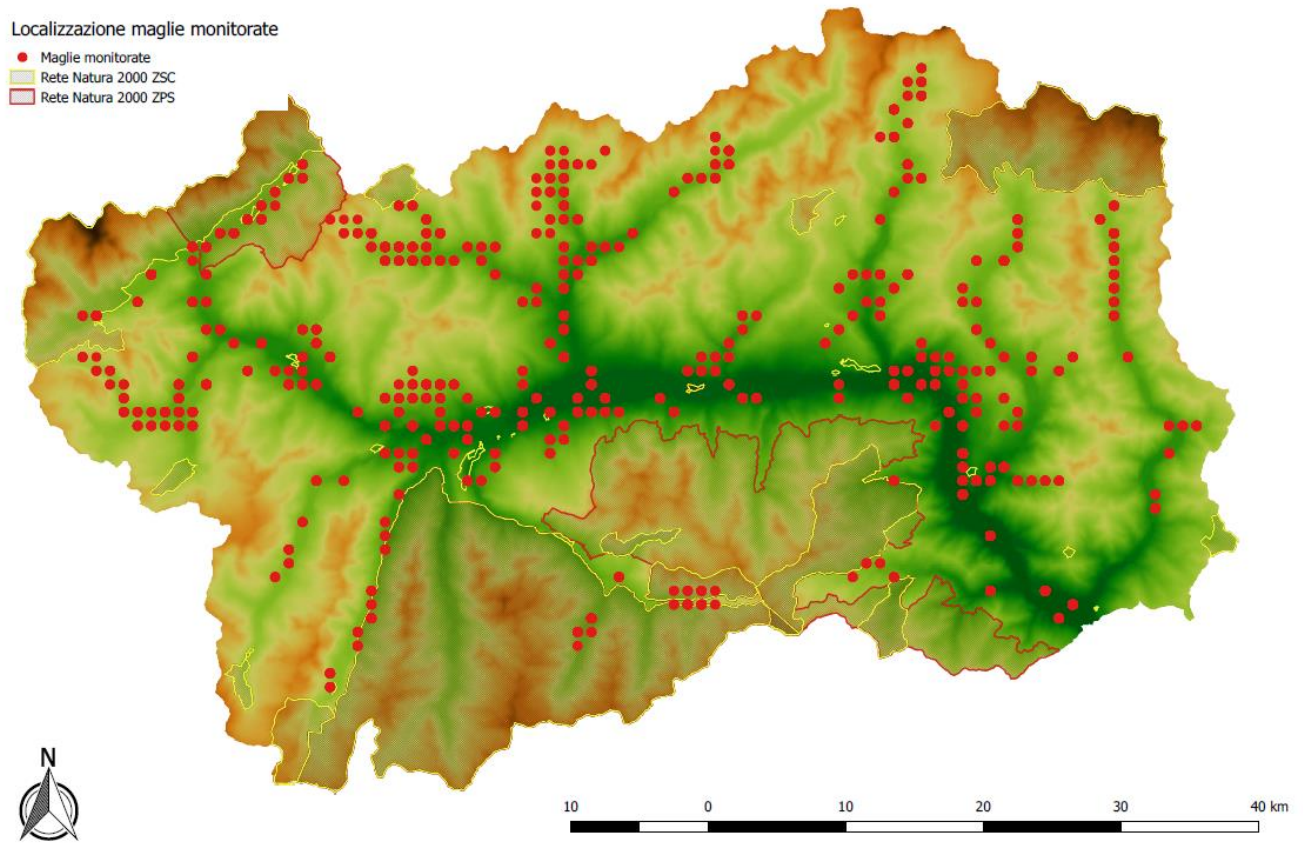 Localizzazione maglie monitorate
Maglie monitorate
Rete Natura 2000 ZSC
Rete Natura 2000 ZPS
N
10 0 10 20 30 40 km